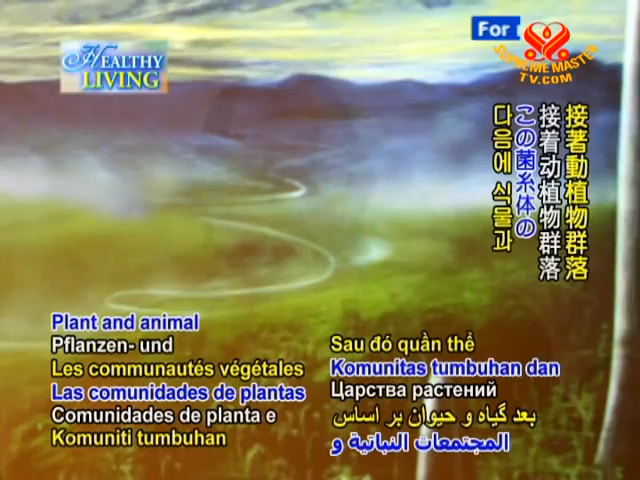 For
SUPREME MASTER
TV.COM
HEALTHY
LIVING
接著動植物群落
接着动植物群落
この菌糸体の
다음에 식물과
Plant and animal
Pflanzen- und
Les communautés végétales
Las comunidades de plantas
Comunidades de planta e
Komuniti tumbuhan
Sau đó quần thể
Komunitas tumbuhan dan
Царства растений
بعد گیاه و حیوان بر اساس
المجتمعات النباتية و